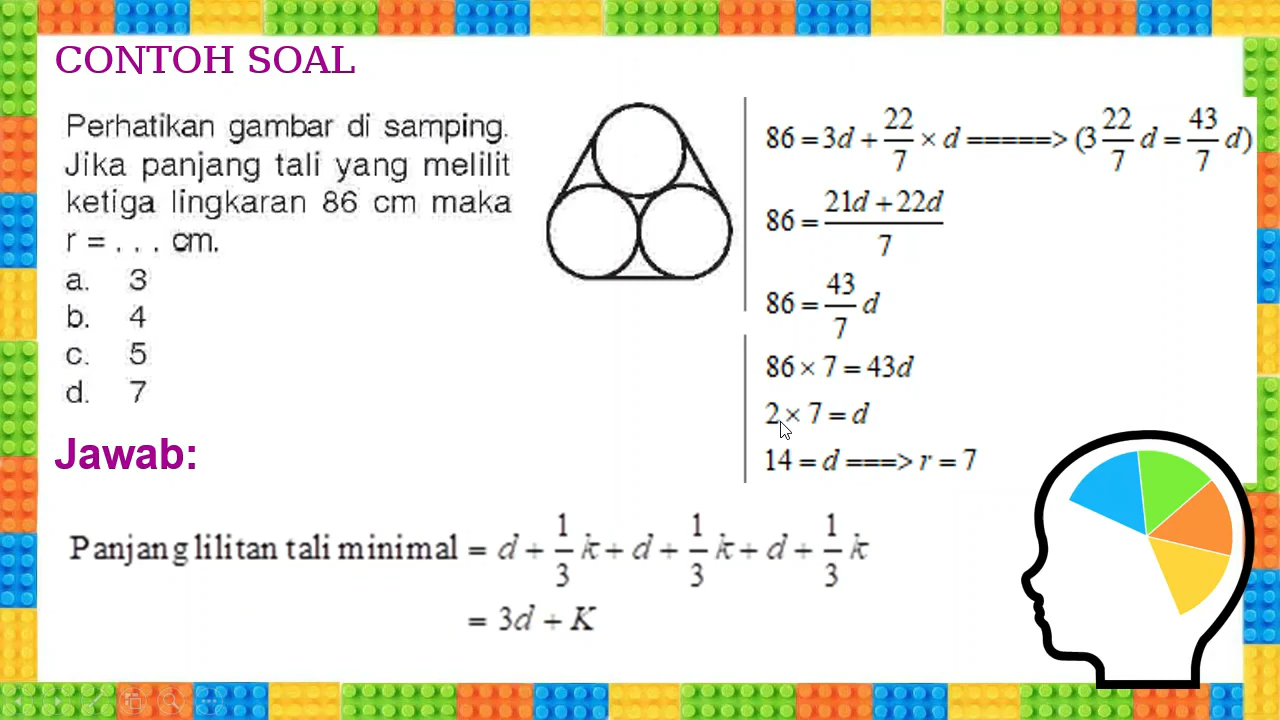 CONTOH SOAL
Perhatikan gambar di samping.
Jika panjang tali yang melilit
ketiga lingkaran 86 cm maka
r = . . . cm.
a. 3
b. 4
c. 5
d. 7
86 = 3d + 22/7 × d =====> (3 22/7 d = 43/7 d)
86 = (21d + 22d)/7
86 = 43/7 d
86 × 7 = 43d
2 × 7 = d
14 = d ===> r = 7
Jawab:
Panjang lilitan tali minimal = d + 1/3 k + d + 1/3 k + d + 1/3 k
= 3d + K